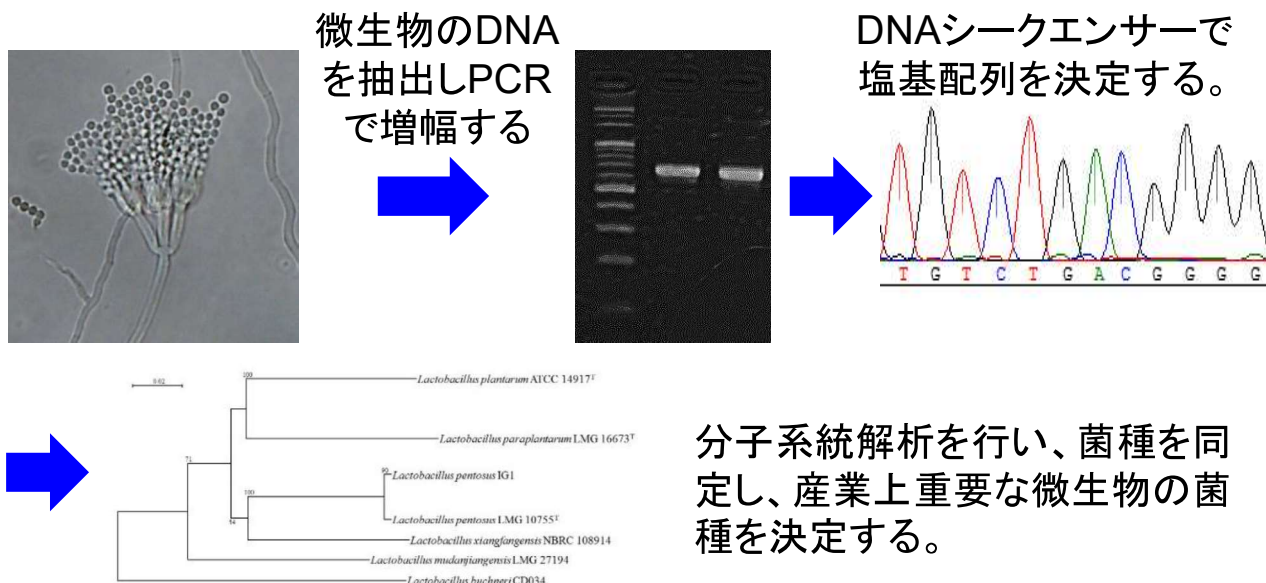 微生物のDNA
を抽出しPCR
で増幅する
DNAシークエンサーで
塩基配列を決定する。
T G T C T G A C G G G G
0.02
100
Lactobacillus plantarum ATCC 14917T
Lactobacillus paraplantarum LMG 16673T
71
90
Lactobacillus pentosus IG1
100
Lactobacillus pentosus LMG 10755T
54
Lactobacillus xiangfangensis NBRC 108914
Lactobacillus mudanjiangensis LMG 27194
Lactobacillus buchneri CD034
分子系統解析を行い、菌種を同
定し、産業上重要な微生物の菌
種を決定する。